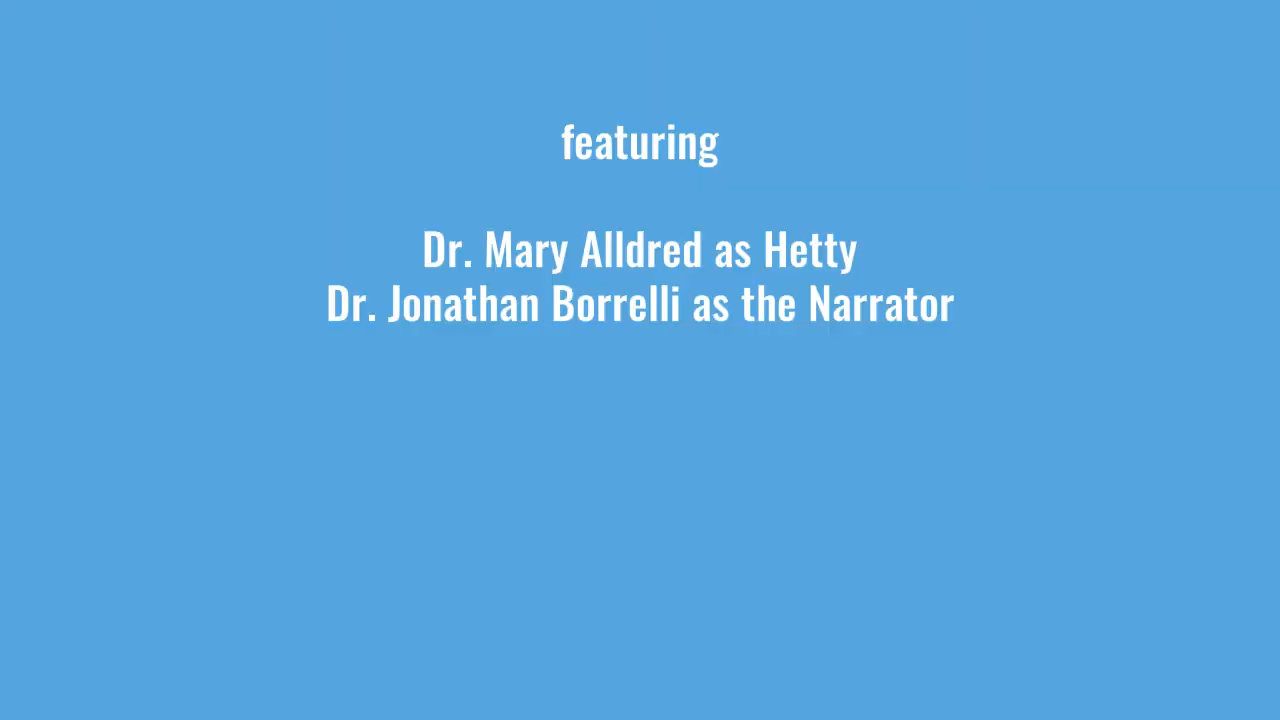 featuring
Dr. Mary Alldred as Hetty
Dr. Jonathan Borrelli as the Narrator